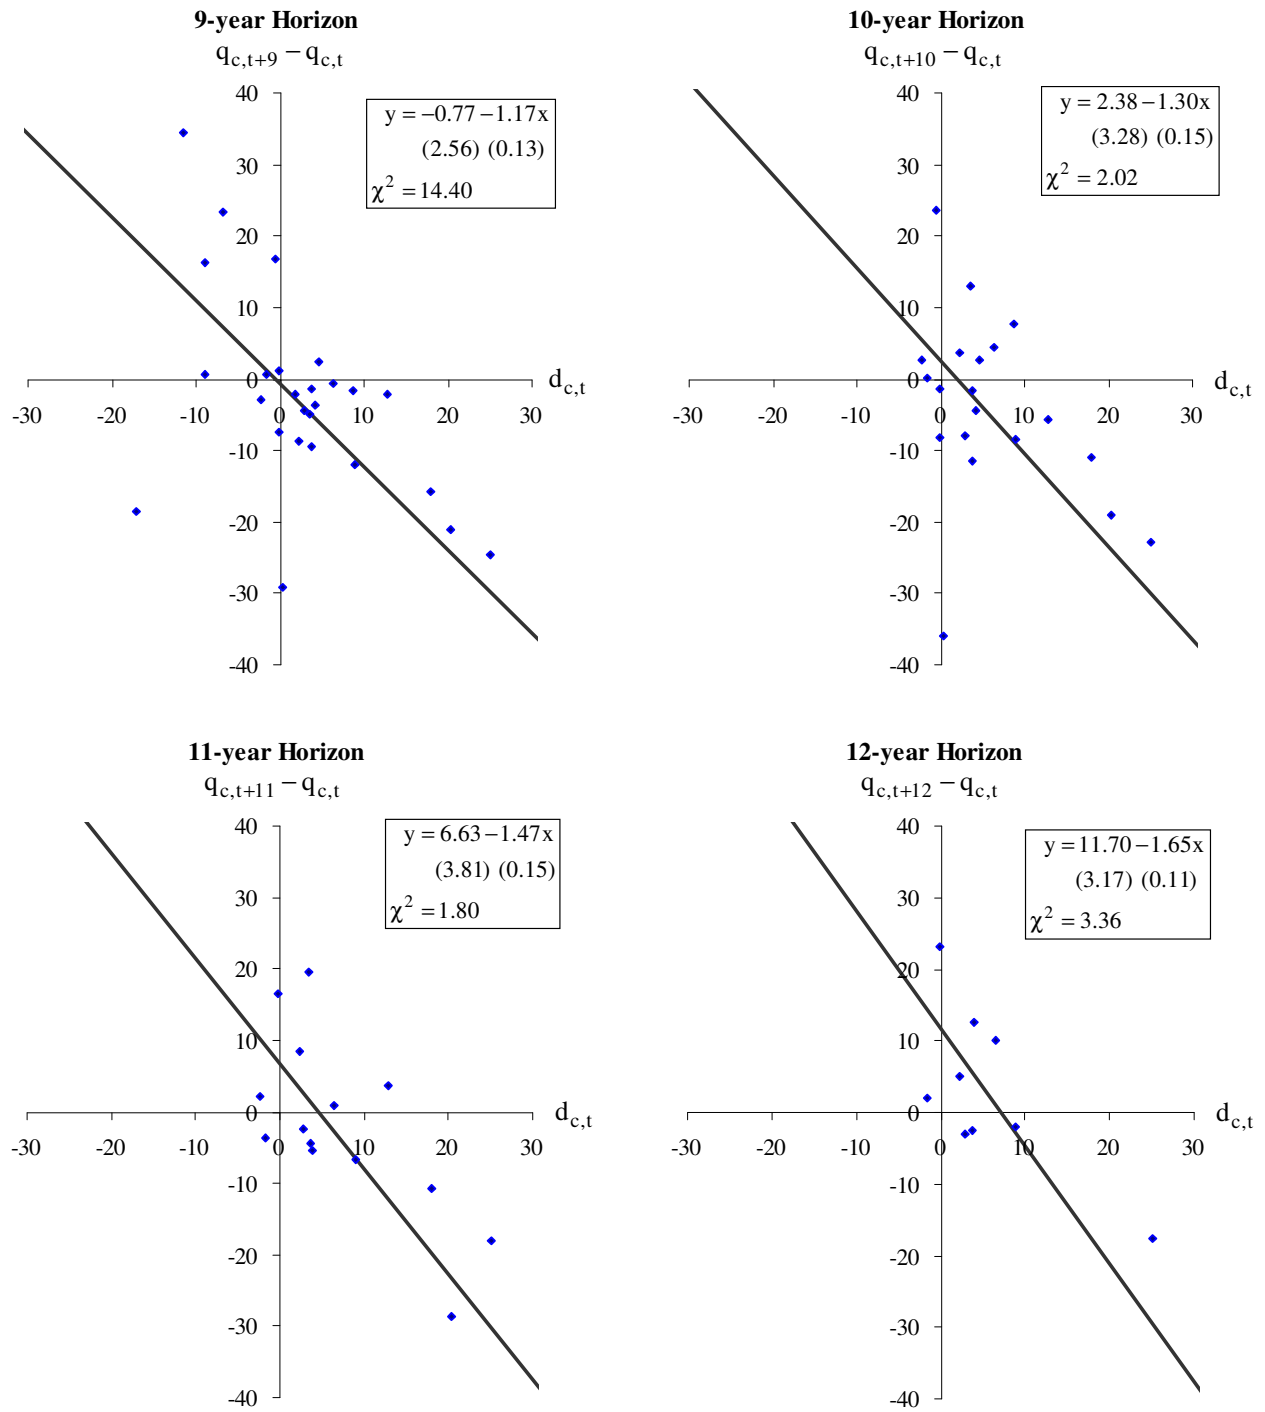 9-year Horizon
q_{c,t+9} − q_{c,t}
40
30
20
10
0
-10
-20
-30
-40
-30 -20 -10 0 10 20 30
d_{c,t}
y = −0.77 −1.17x
(2.56) (0.13)
χ² = 14.40
10-year Horizon
q_{c,t+10} − q_{c,t}
40
30
20
10
0
-10
-20
-30
-40
-30 -20 -10 0 10 20 30
d_{c,t}
y = 2.38 −1.30x
(3.28) (0.15)
χ² = 2.02
11-year Horizon
q_{c,t+11} − q_{c,t}
40
30
20
10
0
-10
-20
-30
-40
-30 -20 -10 0 10 20 30
d_{c,t}
y = 6.63 −1.47x
(3.81) (0.15)
χ² = 1.80
12-year Horizon
q_{c,t+12} − q_{c,t}
40
30
20
10
0
-10
-20
-30
-40
-30 -20 -10 0 10 20 30
d_{c,t}
y = 11.70 −1.65x
(3.17) (0.11)
χ² = 3.36